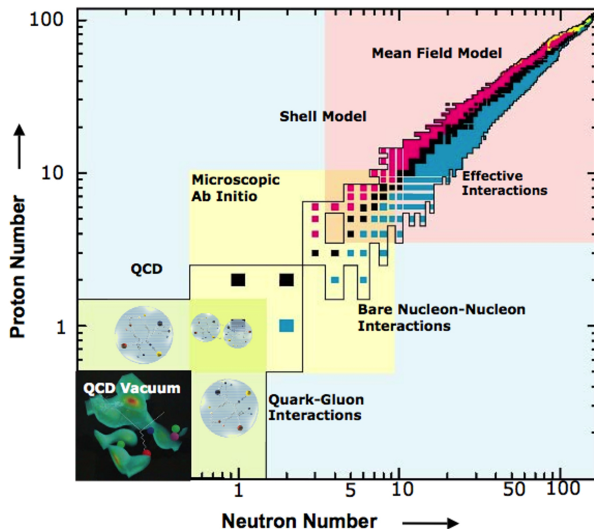 100
10
1
Proton Number
Mean Field Model
Shell Model
Effective
Interactions
Microscopic
Ab Initio
QCD
Bare Nucleon-Nucleon
Interactions
QCD Vacuum
Quark-Gluon
Interactions
1
5
10
50
100
Neutron Number